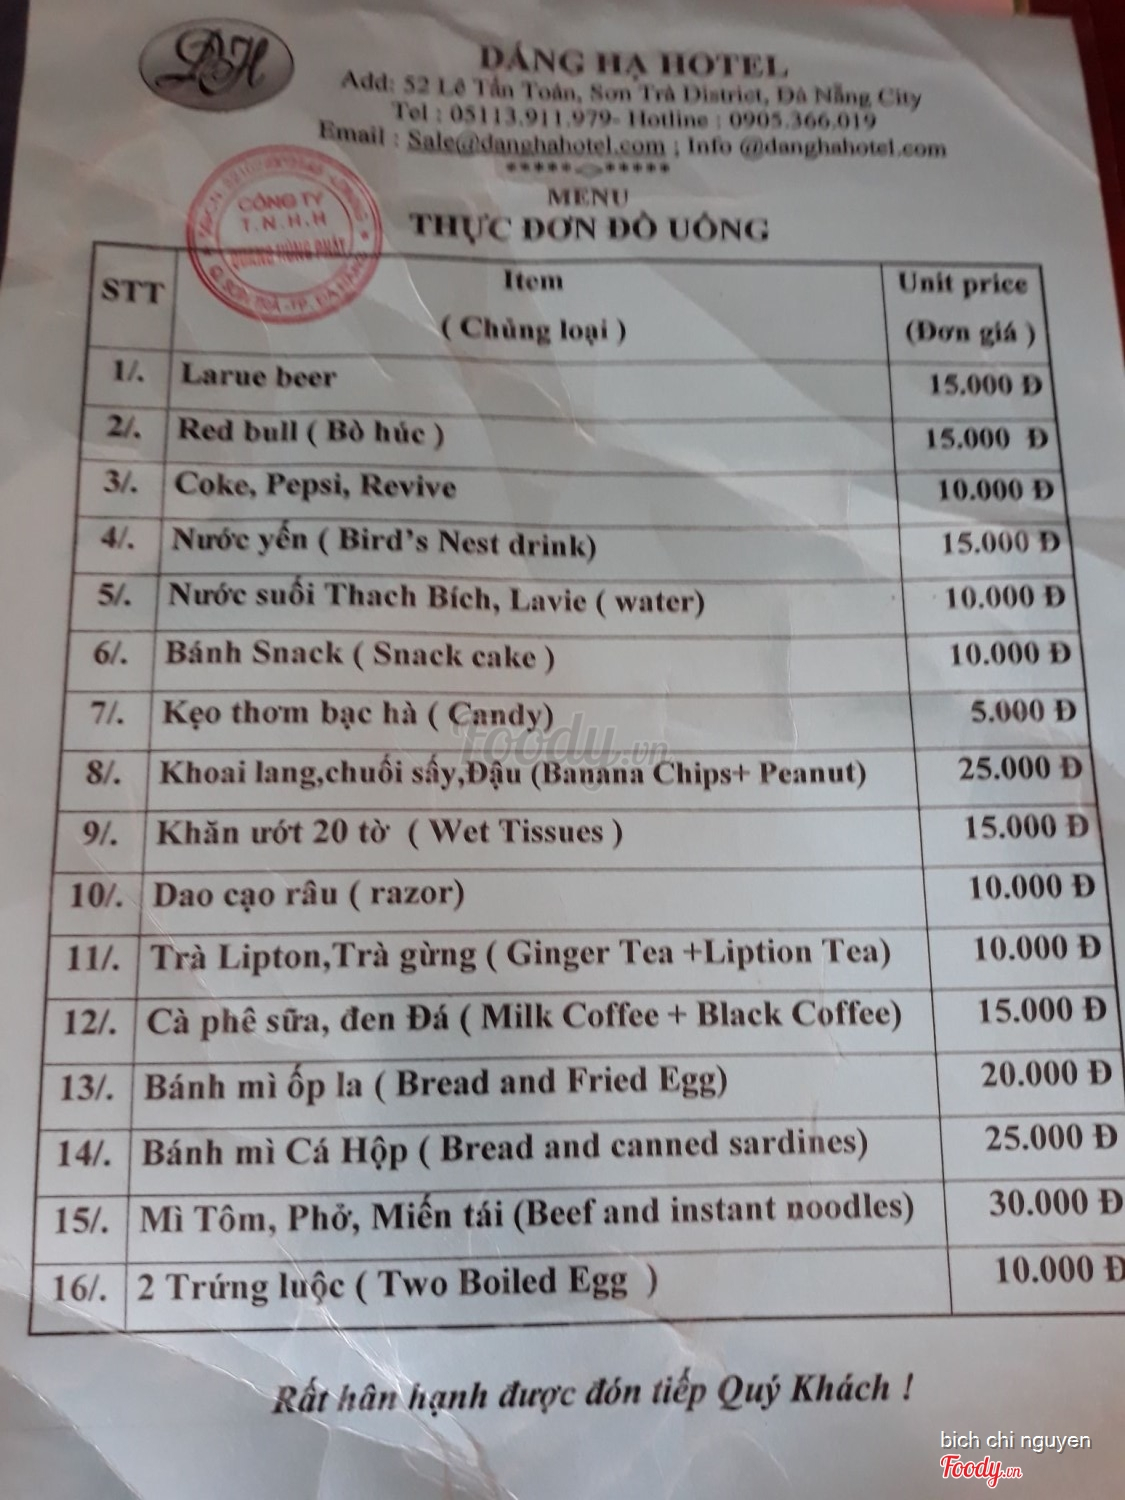 DH
DÁNG HẠ HOTEL
Add: 52 Lê Tấn Toán, Sơn Trà District, Đà Nẵng City
Tel : 05113.911.979- Hotline : 0905.366.019
Email : Sale@danghahotel.com ; Info @danghahotel.com
MENU
THỰC ĐƠN ĐÒ UÔNG
CÔNG TY
T.N.H.H
QUANG HÙNG PHÁT
STT Item Unit price
( Chủng loại ) (Đơn giá )
1/. Larue beer 15.000 Đ
2/. Red bull ( Bò húc ) 15.000 Đ
3/. Coke, Pepsi, Revive 10.000 Đ
4/. Nước yến ( Bird's Nest drink) 15.000 Đ
5/. Nước suối Thach Bích, Lavie ( water) 10.000 Đ
6/. Bánh Snack ( Snack cake ) 10.000 Đ
7/. Kẹo thơm bạc hà ( Candy) 5.000 Đ
8/. Khoai lang,chuối sấy,Đậu (Banana Chips+ Peanut) 25.000 Đ
9/. Khăn ướt 20 tờ ( Wet Tissues ) 15.000 Đ
10/. Dao cạo râu ( razor) 10.000 Đ
11/. Trà Lipton,Trà gừng ( Ginger Tea +Liption Tea) 10.000 Đ
12/. Cà phê sữa, đen Đá ( Milk Coffee + Black Coffee) 15.000 Đ
13/. Bánh mì ốp la ( Bread and Fried Egg) 20.000 Đ
14/. Bánh mì Cá Hộp ( Bread and canned sardines) 25.000 Đ
15/. Mì Tôm, Phở, Miến tái (Beef and instant noodles) 30.000 Đ
16/. 2 Trứng luộc ( Two Boiled Egg ) 10.000 Đ
Rất hân hạnh được đón tiếp Quý Khách !
foody.vn
bich chi nguyen
Foody.vn